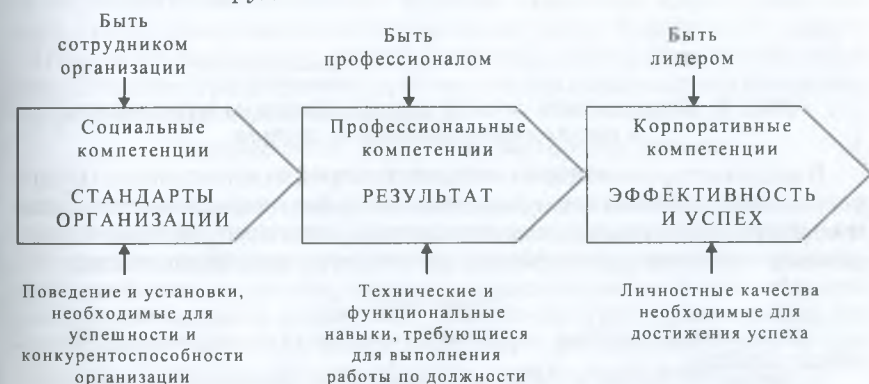 Быть
сотрудником
организации
Быть
профессионалом
Быть
лидером
Социальные
компетенции
СТАНДАРТЫ
ОРГАНИЗАЦИИ
Профессиональные
компетенции
РЕЗУЛЬТАТ
Корпоративные
компетенции
ЭФФЕКТИВНОСТЬ
И УСПЕХ
Поведение и установки,
необходимые для
успешности и
конкурентоспособности
организации
Технические и
функциональные
навыки, требующиеся
для выполнения
работы по должности
Личностные качества
необходимые для
достижения успеха